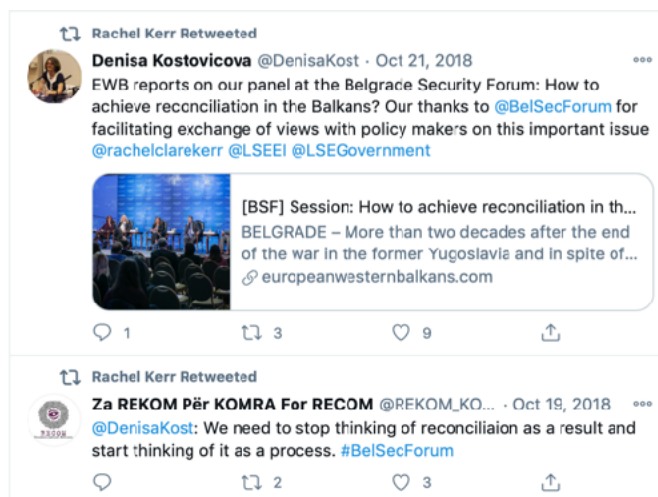 Rachel Kerr Retweeted
Denisa Kostovicova @DenisaKost · Oct 21, 2018
EWB reports on our panel at the Belgrade Security Forum: How to
achieve reconciliation in the Balkans? Our thanks to @BelSecForum for
facilitating exchange of views with policy makers on this important issue
@rachelclarekerr @LSEEI @LSEGovernment
[BSF] Session: How to achieve reconciliation in th...
BELGRADE – More than two decades after the end
of the war in the former Yugoslavia and in spite of...
europeanwesternbalkans.com
1 3 9
Rachel Kerr Retweeted
Za REKOM Për KOMRA For RECOM @REKOM_KO... · Oct 19, 2018
@DenisaKost: We need to stop thinking of reconciliaion as a result and
start thinking of it as a process. #BelSecForum
2 3